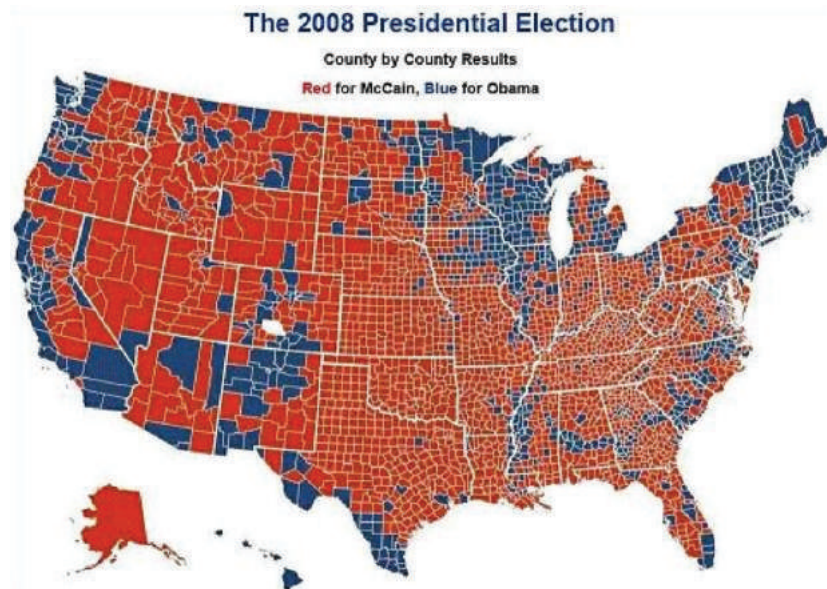 The 2008 Presidential Election
County by County Results
Red for McCain, Blue for Obama